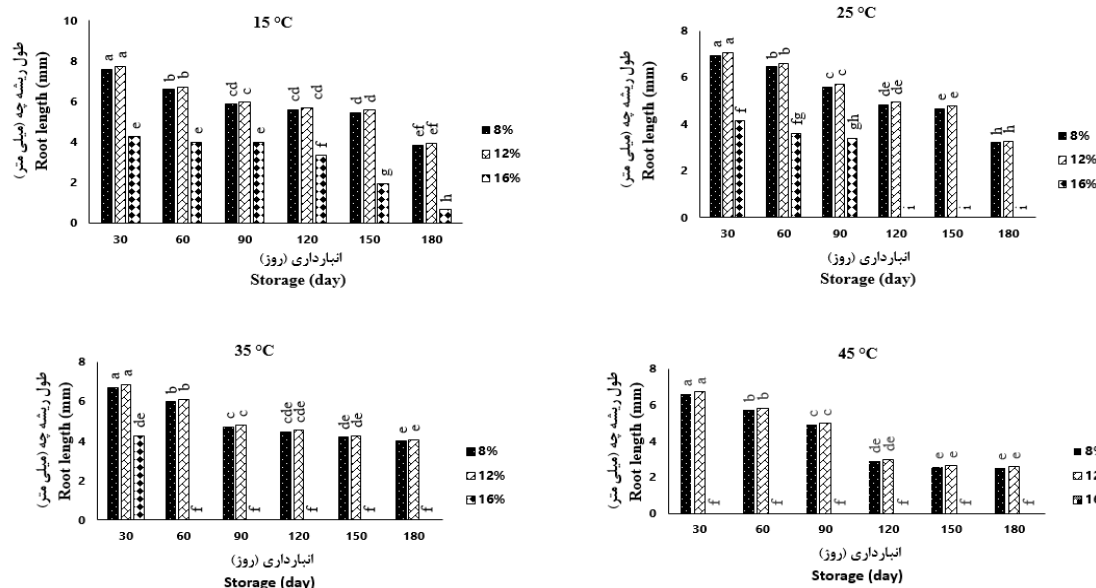 15 °C
طول ریشه چه (میلی متر)
Root length (mm)
10
8
6
4
2
0
a a
b b e
cd c e
cd cd e
d d f
ef ef g
h
30 60 90 120 150 180
انبارداری (روز)
Storage (day)
8%
12%
16%
25 °C
طول ریشه چه (میلی متر)
Root length (mm)
8
6
4
2
0
a a f
b b fg
c c gh
de de i
e e i
h h i
30 60 90 120 150 180
انبارداری (روز)
Storage (day)
8%
12%
16%
35 °C
طول ریشه چه (میلی متر)
Root length (mm)
8
6
4
2
0
a a de
b b f
c c f
cde cde f
de de f
e e f
30 60 90 120 150 180
انبارداری (روز)
Storage (day)
8%
12%
16%
45 °C
طول ریشه چه (میلی متر)
Root length (mm)
8
6
4
2
0
a a f
b b f
c c f
de de f
e e f
e e f
30 60 90 120 150 180
انبارداری (روز)
Storage (day)
8%
12
16